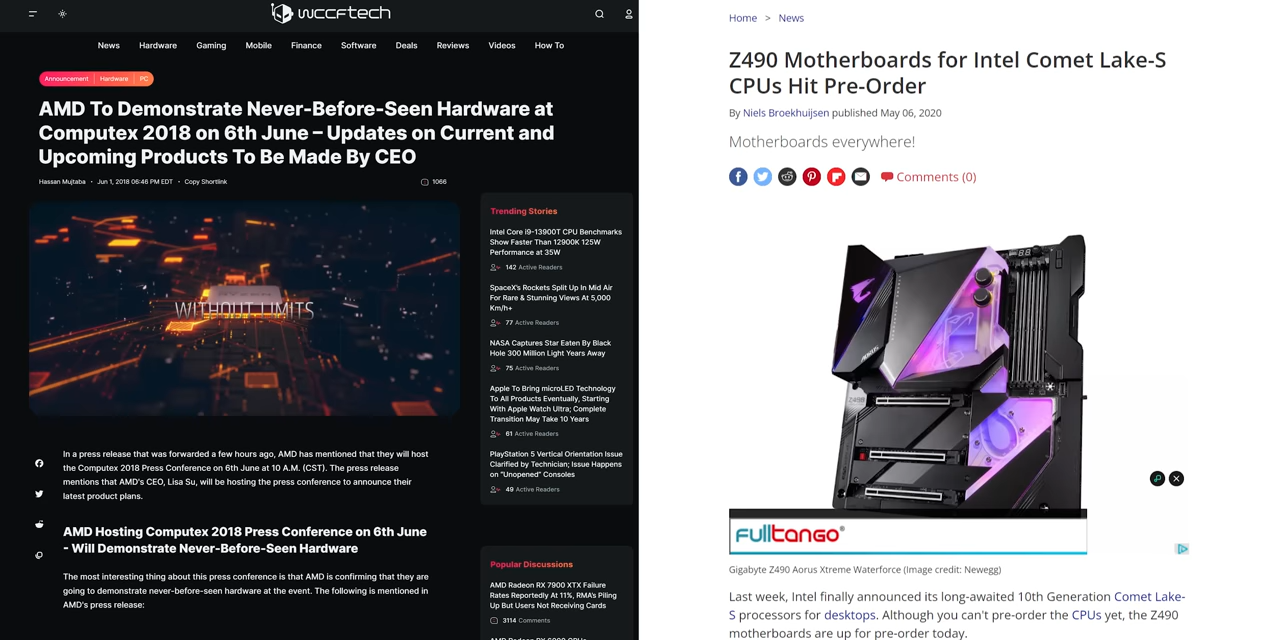 wccftech
News Hardware Gaming Mobile Finance Software Deals Reviews Videos How To
Announcement Hardware PC
AMD To Demonstrate Never-Before-Seen Hardware at
Computex 2018 on 6th June – Updates on Current and
Upcoming Products To Be Made By CEO
Hassan Mujtaba • Jun 1, 2018 06:46 PM EDT • Copy Shortlink
1066
WITHOUT LIMITS
In a press release that was forwarded a few hours ago, AMD has mentioned that they will host
the Computex 2018 Press Conference on 6th June at 10 A.M. (CST). The press release
mentions that AMD's CEO, Lisa Su, will be hosting the press conference to announce their
latest product plans.
AMD Hosting Computex 2018 Press Conference on 6th June
- Will Demonstrate Never-Before-Seen Hardware
The most interesting thing about this press conference is that AMD is confirming that they are
going to demonstrate never-before-seen hardware at the event. The following is mentioned in
AMD's press release:
Trending Stories
Intel Core i9-13900T CPU Benchmarks
Show Faster Than 12900K 125W
Performance at 35W
142 Active Readers
SpaceX's Rockets Split Up In Mid Air
For Rare & Stunning Views At 5,000
Km/h+
77 Active Readers
NASA Captures Star Eaten By Black
Hole 300 Million Light Years Away
75 Active Readers
Apple To Bring microLED Technology
To All Products Eventually, Starting
With Apple Watch Ultra; Complete
Transition May Take 10 Years
61 Active Readers
PlayStation 5 Vertical Orientation Issue
Clarified by Technician; Issue Happens
on "Unopened" Consoles
49 Active Readers
Popular Discussions
AMD Radeon RX 7900 XTX Failure
Rates Reportedly At 11%, RMA's Piling
Up But Users Not Receiving Cards
3114 Comments
Home > News
Z490 Motherboards for Intel Comet Lake-S
CPUs Hit Pre-Order
By Niels Broekhuijsen published May 06, 2020
Motherboards everywhere!
Comments (0)
AORUS
Z490
fulltango®
Gigabyte Z490 Aorus Xtreme Waterforce (Image credit: Newegg)
Last week, Intel finally announced its long-awaited 10th Generation Comet Lake-
S processors for desktops. Although you can't pre-order the CPUs yet, the Z490
motherboards are up for pre-order today.